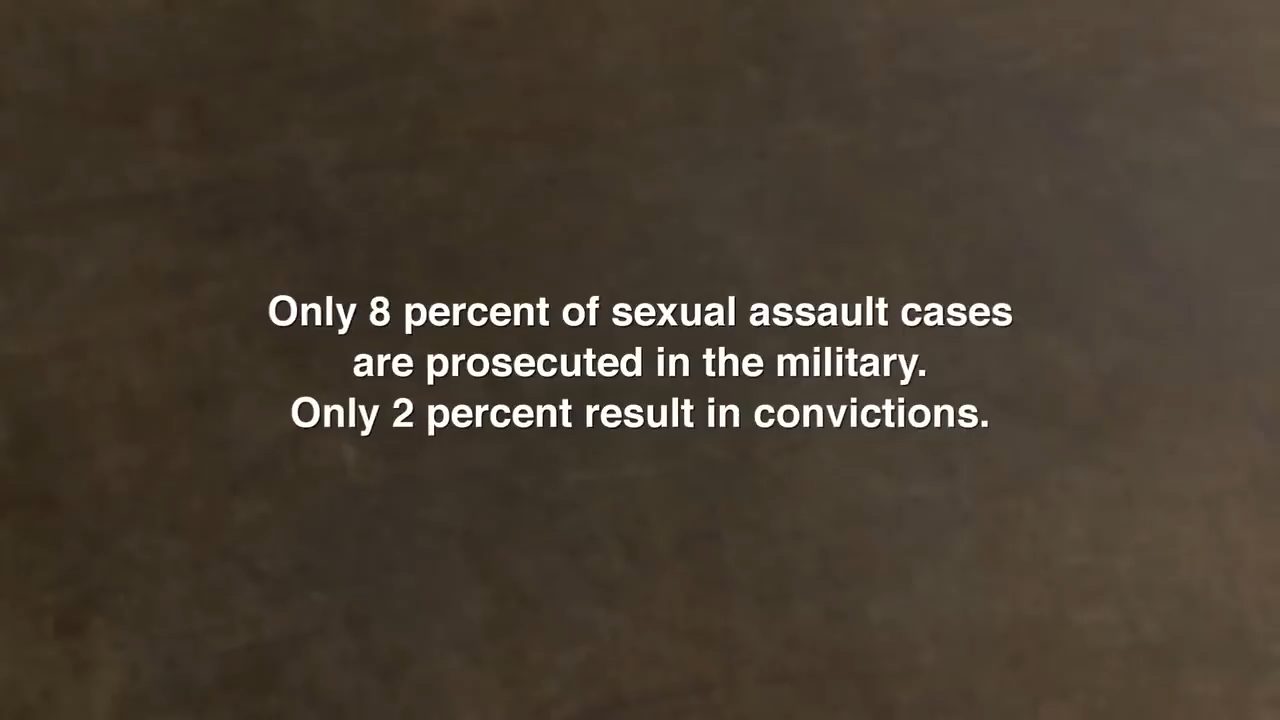 Only 8 percent of sexual assault cases
are prosecuted in the military.
Only 2 percent result in convictions.